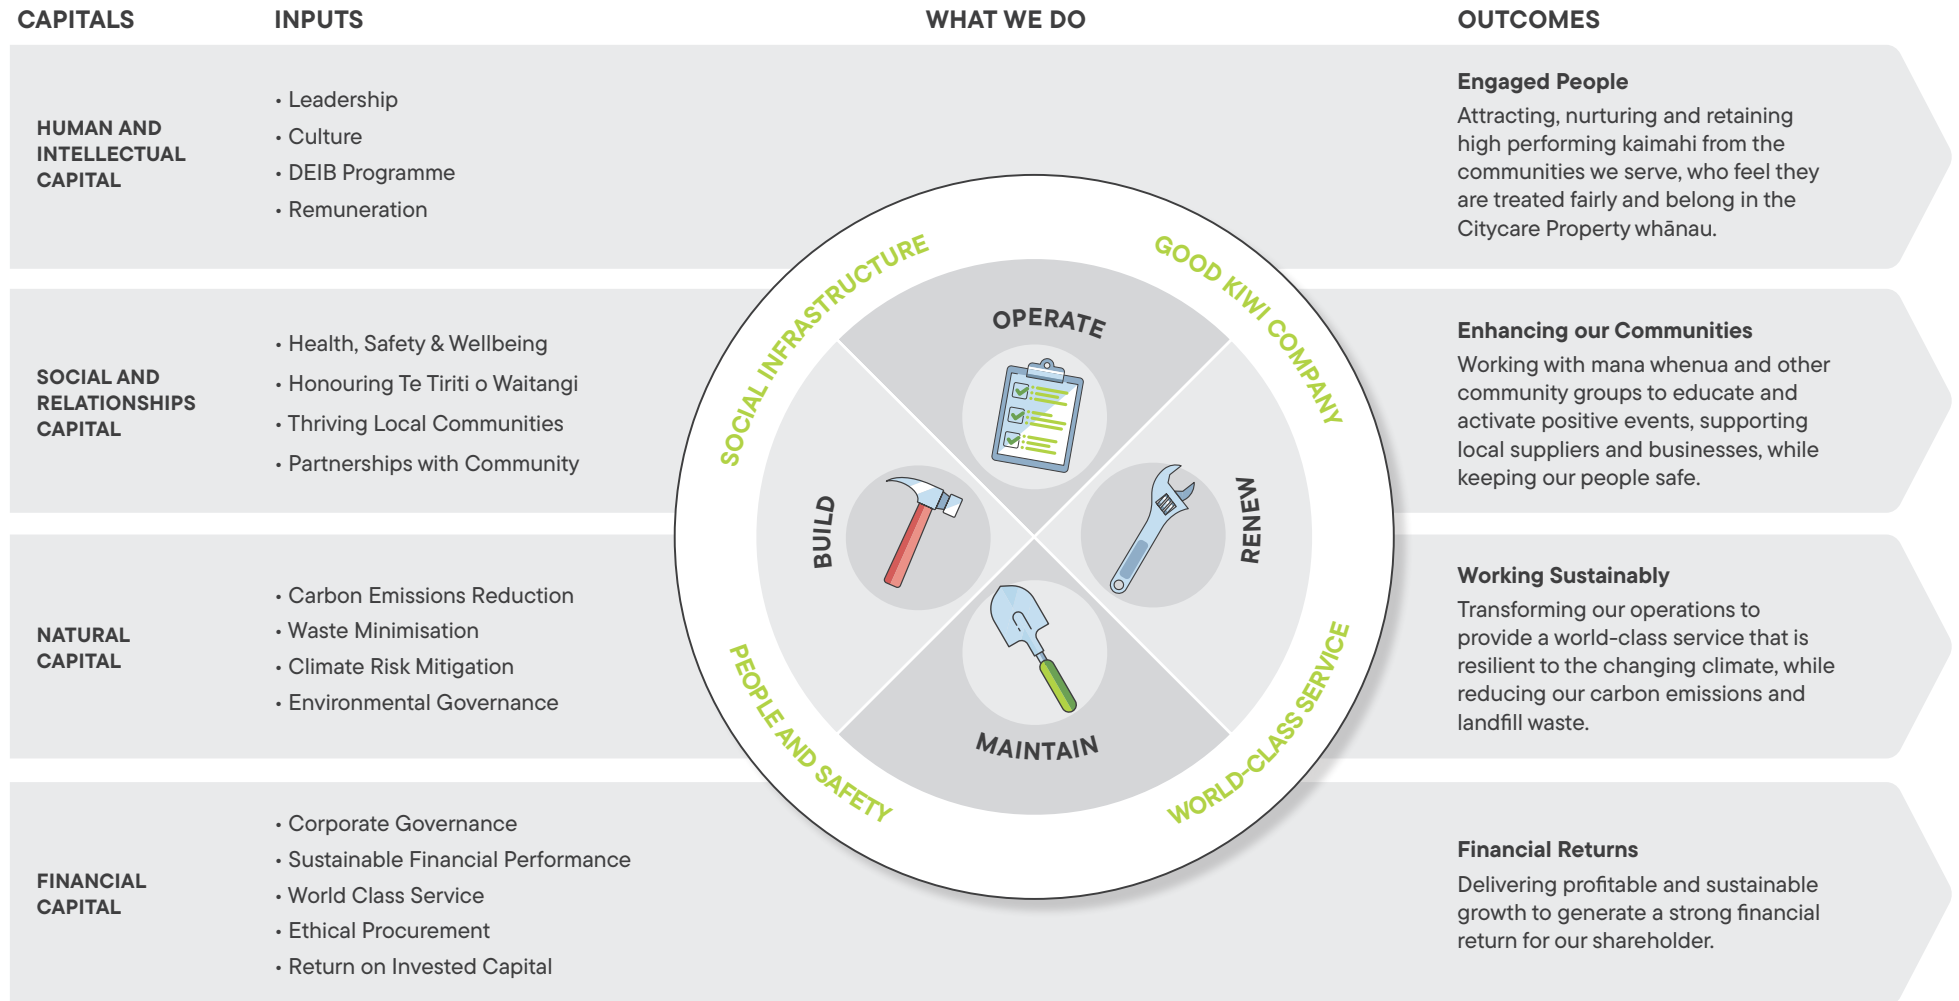 CAPITALS
INPUTS
WHAT WE DO
OUTCOMES
HUMAN AND
INTELLECTUAL
CAPITAL
• Leadership
• Culture
• DEIB Programme
• Remuneration
Engaged People
Attracting, nurturing and retaining
high performing kaimahi from the
communities we serve, who feel they
are treated fairly and belong in the
Citycare Property whānau.
SOCIAL AND
RELATIONSHIPS
CAPITAL
• Health, Safety & Wellbeing
• Honouring Te Tiriti o Waitangi
• Thriving Local Communities
• Partnerships with Community
Enhancing our Communities
Working with mana whenua and other
community groups to educate and
activate positive events, supporting
local suppliers and businesses, while
keeping our people safe.
NATURAL
CAPITAL
• Carbon Emissions Reduction
• Waste Minimisation
• Climate Risk Mitigation
• Environmental Governance
Working Sustainably
Transforming our operations to
provide a world-class service that is
resilient to the changing climate, while
reducing our carbon emissions and
landfill waste.
FINANCIAL
CAPITAL
• Corporate Governance
• Sustainable Financial Performance
• World Class Service
• Ethical Procurement
• Return on Invested Capital
Financial Returns
Delivering profitable and sustainable
growth to generate a strong financial
return for our shareholder.
SOCIAL INFRASTRUCTURE
GOOD KIWI COMPANY
PEOPLE AND SAFETY
WORLD-CLASS SERVICE
OPERATE
BUILD
RENEW
MAINTAIN